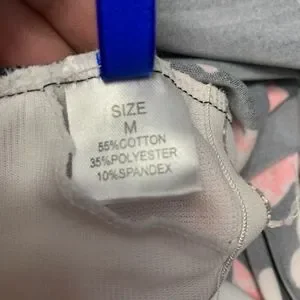 SIZE
M
55%COTTON
35%POLYESTER
10%SPANDEX